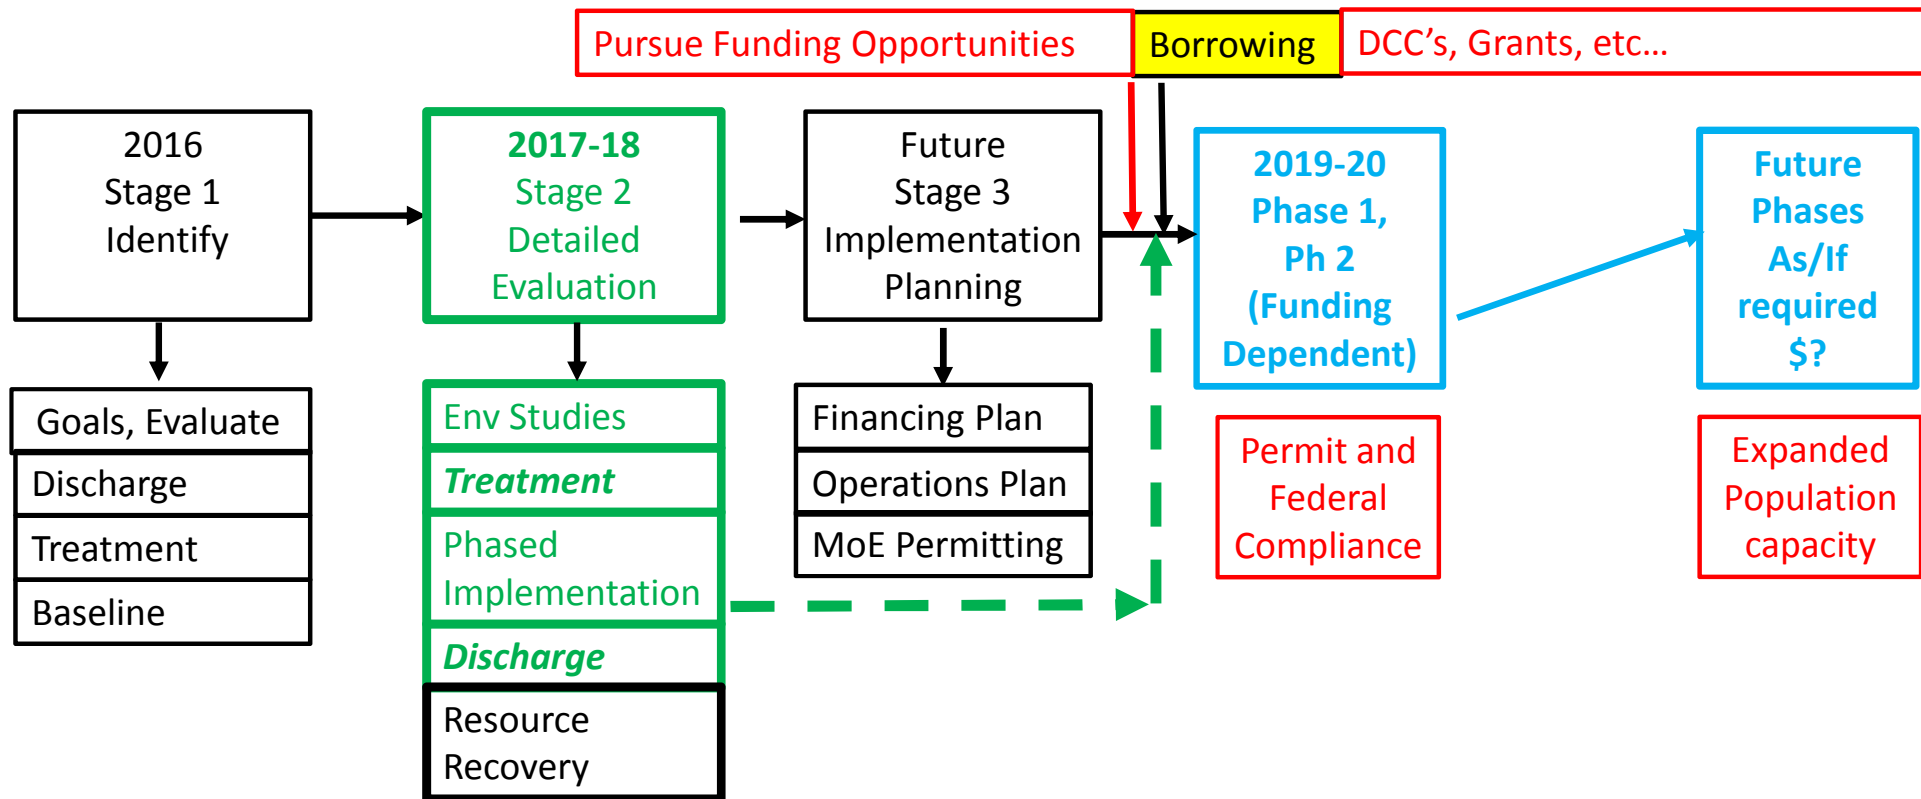 Pursue Funding Opportunities
Borrowing
DCC’s, Grants, etc…
2016
Stage 1
Identify
2017-18
Stage 2
Detailed
Evaluation
Future
Stage 3
Implementation
Planning
2019-20
Phase 1,
Ph 2
(Funding
Dependent)
Future
Phases
As/If
required
$?
Goals, Evaluate
Discharge
Treatment
Baseline
Env Studies
Treatment
Phased
Implementation
Discharge
Resource
Recovery
Financing Plan
Operations Plan
MoE Permitting
Permit and
Federal
Compliance
Expanded
Population
capacity